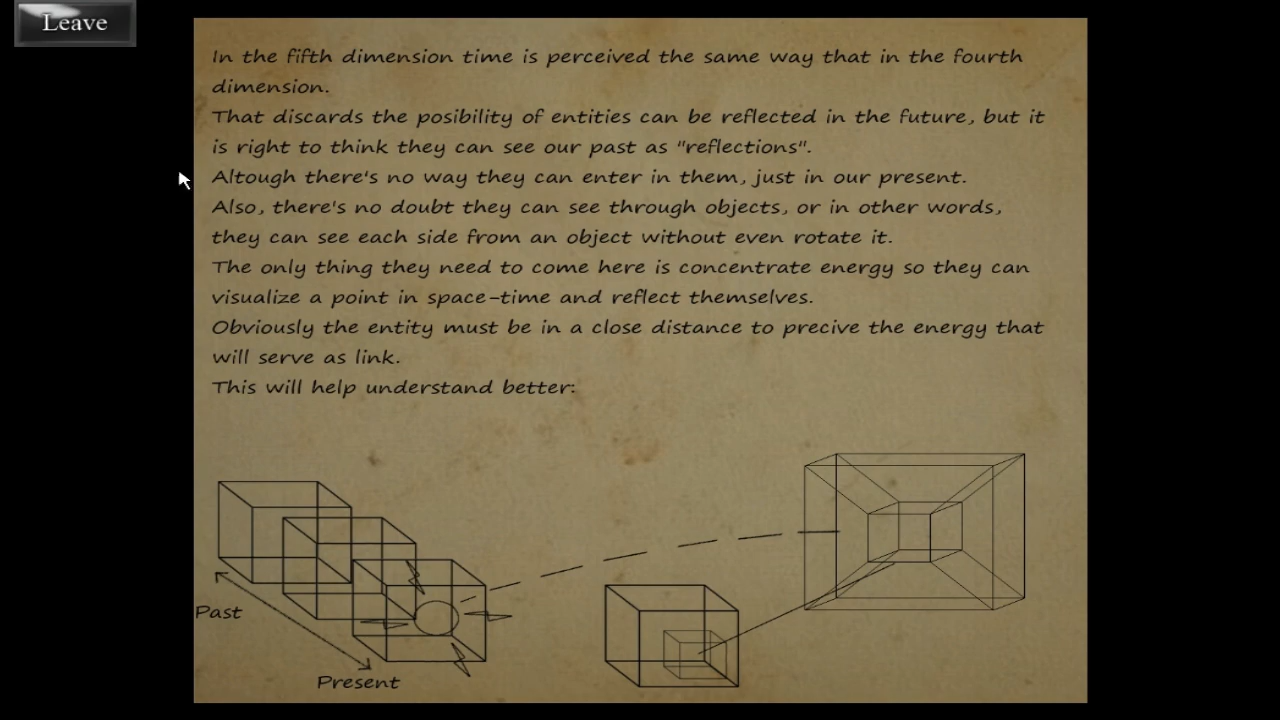 Leave
In the fifth dimension time is perceived the same way that in the fourth
dimension.
That discards the posibility of entities can be reflected in the future, but it
is right to think they can see our past as "reflections".
Altough there's no way they can enter in them, just in our present.
Also, there's no doubt they can see through objects, or in other words,
they can see each side from an object without even rotate it.
The only thing they need to come here is concentrate energy so they can
visualize a point in space-time and reflect themselves.
Obviously the entity must be in a close distance to precive the energy that
will serve as link.
This will help understand better:
Past
Present